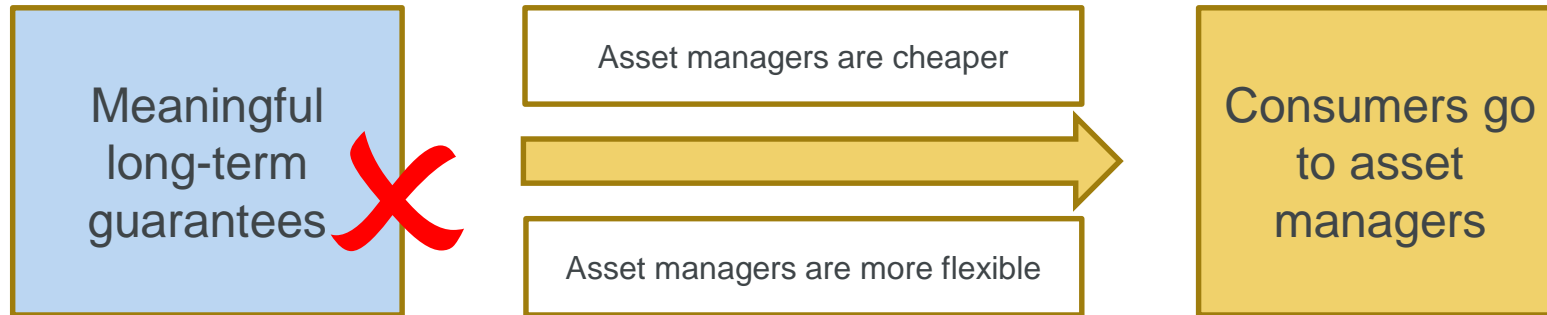 Meaningful
long-term
guarantees
Asset managers are cheaper
Asset managers are more flexible
Consumers go
to asset
managers